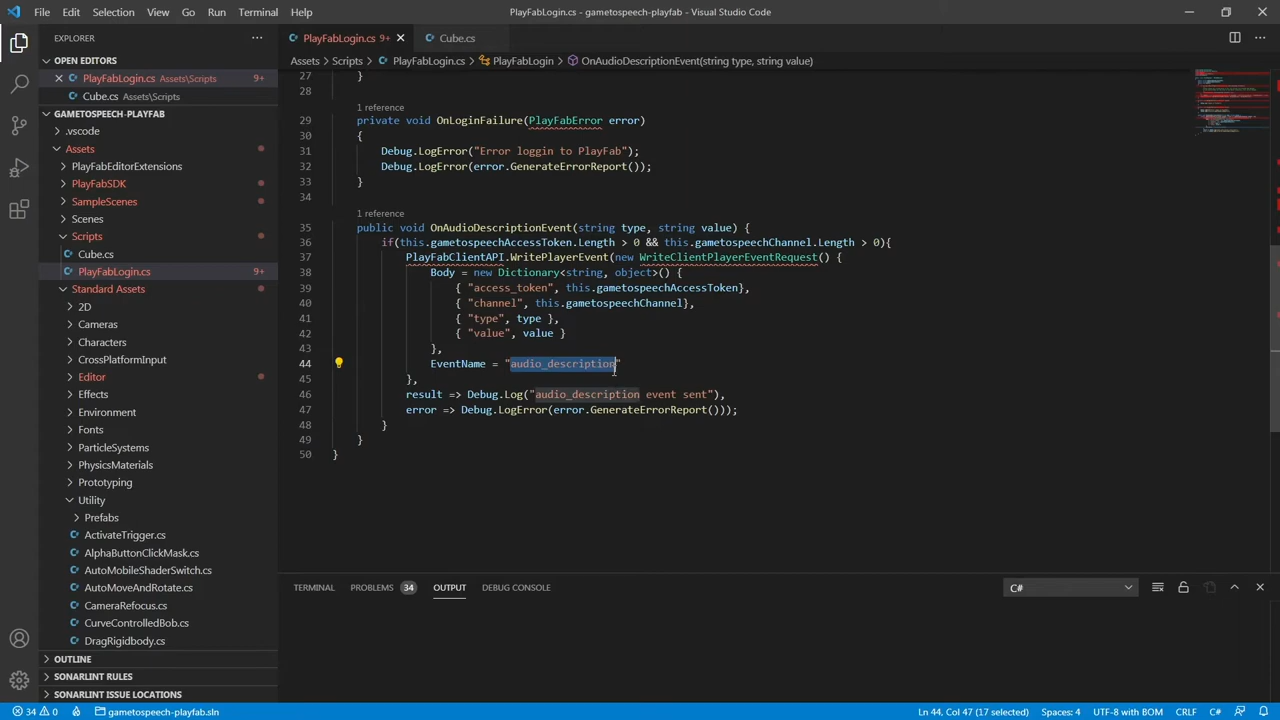 File Edit Selection View Go Run Terminal Help
PlayFabLogin.cs - gametospeech-playfab - Visual Studio Code
EXPLORER
OPEN EDITORS
PlayFabLogin.cs Assets\Scripts 9+
Cube.cs Assets\Scripts
GAMETOSPEECH-PLAYFAB
.vscode
Assets
PlayFabEditorExtensions
PlayFabSDK
SampleScenes
Scenes
Scripts
Cube.cs
PlayFabLogin.cs 9+
Standard Assets
2D
Cameras
Characters
CrossPlatformInput
Editor
Effects
Environment
Fonts
ParticleSystems
PhysicsMaterials
Prototyping
Utility
Prefabs
ActivateTrigger.cs
AlphaButtonClickMask.cs
AutoMobileShaderSwitch.cs
AutoMoveAndRotate.cs
CameraRefocus.cs
CurveControlledBob.cs
DragRigidbody.cs
OUTLINE
SONARLINT RULES
SONARLINT ISSUE LOCATIONS
PlayFabLogin.cs 9+ Cube.cs
Assets > Scripts > PlayFabLogin.cs > PlayFabLogin > OnAudioDescriptionEvent(string type, string value)
27 }
28
1 reference
29 private void OnLoginFailure(PlayFabError error)
30 {
31 Debug.LogError("Error loggin to PlayFab");
32 Debug.LogError(error.GenerateErrorReport());
33 }
34
1 reference
35 public void OnAudioDescriptionEvent(string type, string value) {
36 if(this.gametospeechAccessToken.Length > 0 && this.gametospeechChannel.Length > 0){
37 PlayFabClientAPI.WritePlayerEvent(new WriteClientPlayerEventRequest() {
38 Body = new Dictionary<string, object>() {
39 { "access_token", this.gametospeechAccessToken},
40 { "channel", this.gametospeechChannel},
41 { "type", type },
42 { "value", value }
43 },
44 EventName = "audio_description"
45 },
46 result => Debug.Log("audio_description event sent"),
47 error => Debug.LogError(error.GenerateErrorReport()));
48 }
49 }
50 }
TERMINAL PROBLEMS 34 OUTPUT DEBUG CONSOLE C#
34 0 gametospeech-playfab.sln Ln 44, Col 47 (17 selected) Spaces: 4 UTF-8 with BOM CRLF C#